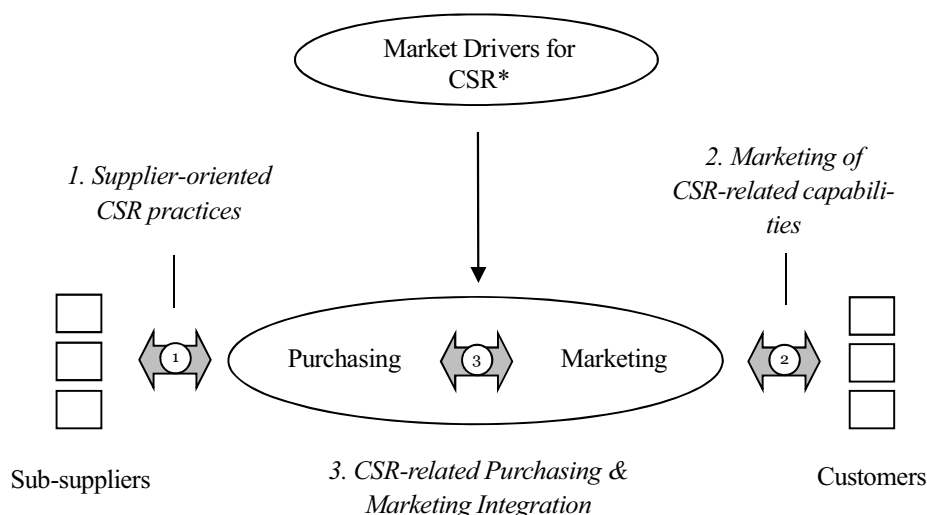 Market Drivers for
CSR*
1. Supplier-oriented
CSR practices
2. Marketing of
CSR-related capabili-
ties
1
Purchasing
3
Marketing
2
Sub-suppliers
3. CSR-related Purchasing &
Marketing Integration
Customers